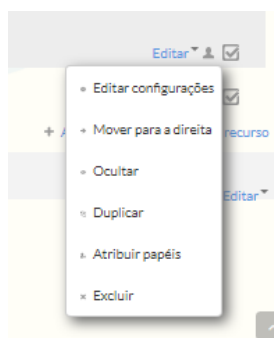 Editar
Editar configurações
Mover para a direita
recurso
Ocultar
Editar
Duplicar
Atribuir papéis
Excluir